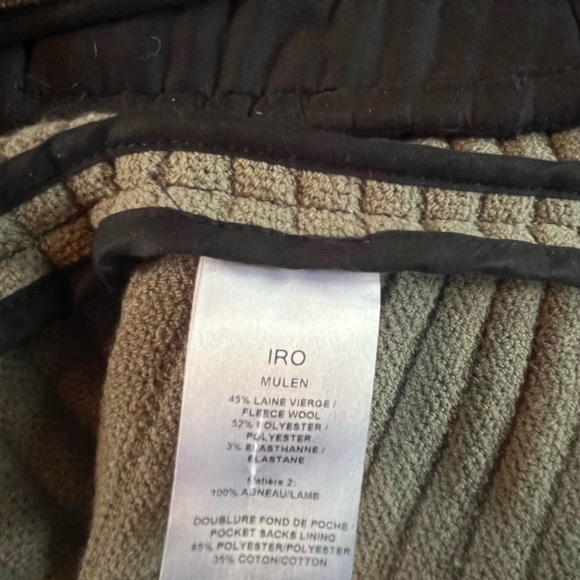 IRO
MULEN
45% LAINE VIERGE /
FLEECE WOOL
52% POLYESTER /
POLYESTER
3% ELASTHANNE /
ELASTANE
Matière 2:
100% AGNEAU/LAMB
DOUBLURE FOND DE POCHE /
POCKET SACKS LINING
65% POLYESTER/POLYESTER
35% COTON/COTTON